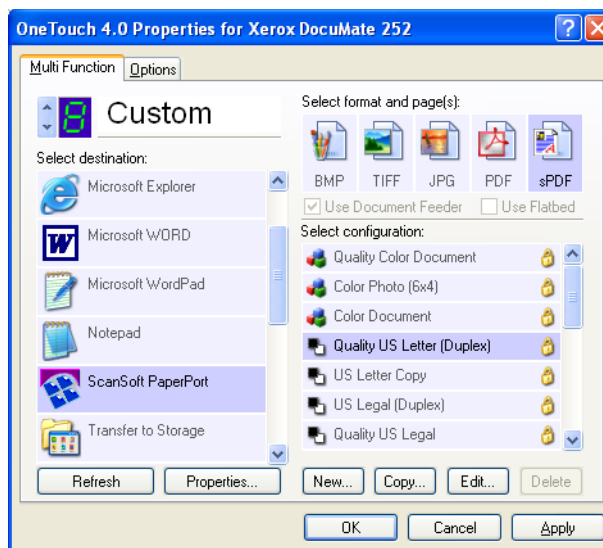 OneTouch 4.0 Properties for Xerox DocuMate 252
Multi Function
Options
8
Custom
Select destination:
Microsoft Explorer
Microsoft WORD
Microsoft WordPad
Notepad
ScanSoft PaperPort
Transfer to Storage
Refresh
Properties...
Select format and page(s):
BMP TIFF JPG PDF sPDF
Use Document Feeder
Use Flatbed
Select configuration:
Quality Color Document
Color Photo (6x4)
Color Document
Quality US Letter (Duplex)
US Letter Copy
US Legal (Duplex)
Quality US Legal
New... Copy... Edit... Delete
OK Cancel Apply